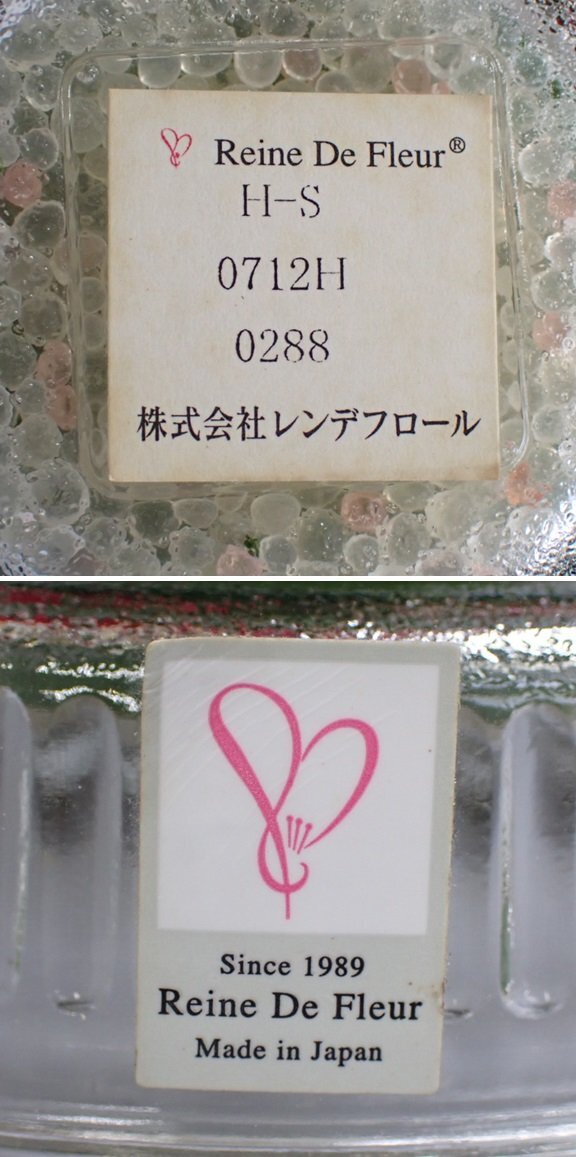 Reine De Fleur®
H-S
0712H
0288
株式会社レンデフロール
Since 1989
Reine De Fleur
Made in Japan